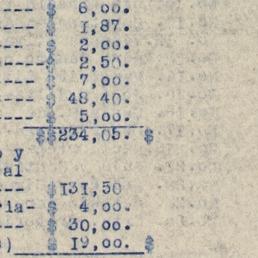 ---- $ 6,00.
---- $ 1,87.
--- $ 2,00.
----- $ 2,50.
---- $ 7,00.
---- $ 48,40.
---- $ 5,00.
$$234,05. $
y
al
--- $ 131,50
ria- $ 4,00.
--- $ 30,00.
) $ 19,00. $